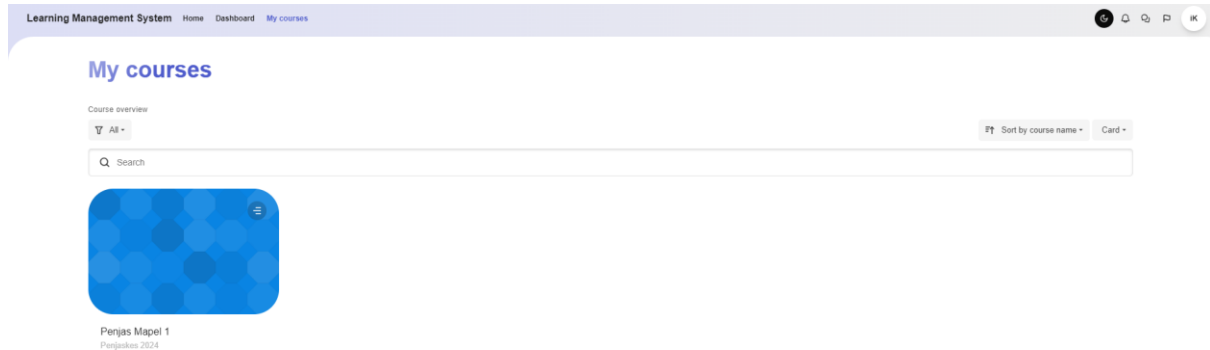 Learning Management System Home Dashboard My courses iK
My courses
Course overview
All Sort by course name Card
Search
Penjas Mapel 1
Penjaskes 2024